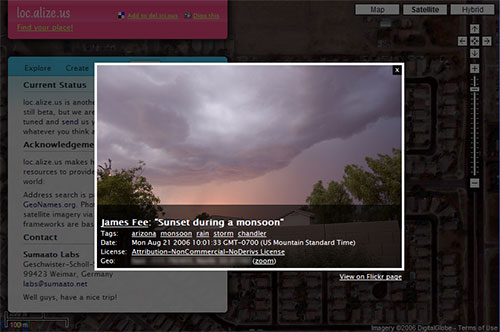 loc.alize.us
Find your place!
Add to del.icio.us
Digg this
Map
Satellite
Hybrid
Explore
Create
Current Status
loc.alize.us is anoth
still beta, but we are
tuned and send us y
whatever you think a
Acknowledgeme
loc.alize.us makes h
resources to provide
world:
Address search is p
GeoNames.org. Pho
satellite imagery via
frameworks are bas
Contact
Sumaato Labs
Geschwister-Scholl-
99423 Weimar, Germany
labs@sumaato.net
Well guys, have a nice trip!
x
James Fee: "Sunset during a monsoon"
Tags: arizona monsoon rain storm chandler
Date: Mon Aug 21 2006 10:01:33 GMT-0700 (US Mountain Standard Time)
License: Attribution-NonCommercial-NoDerivs License
Geo: (zoom)
View on Flickr page
100 m
Imagery ©2006 DigitalGlobe - Terms of Use